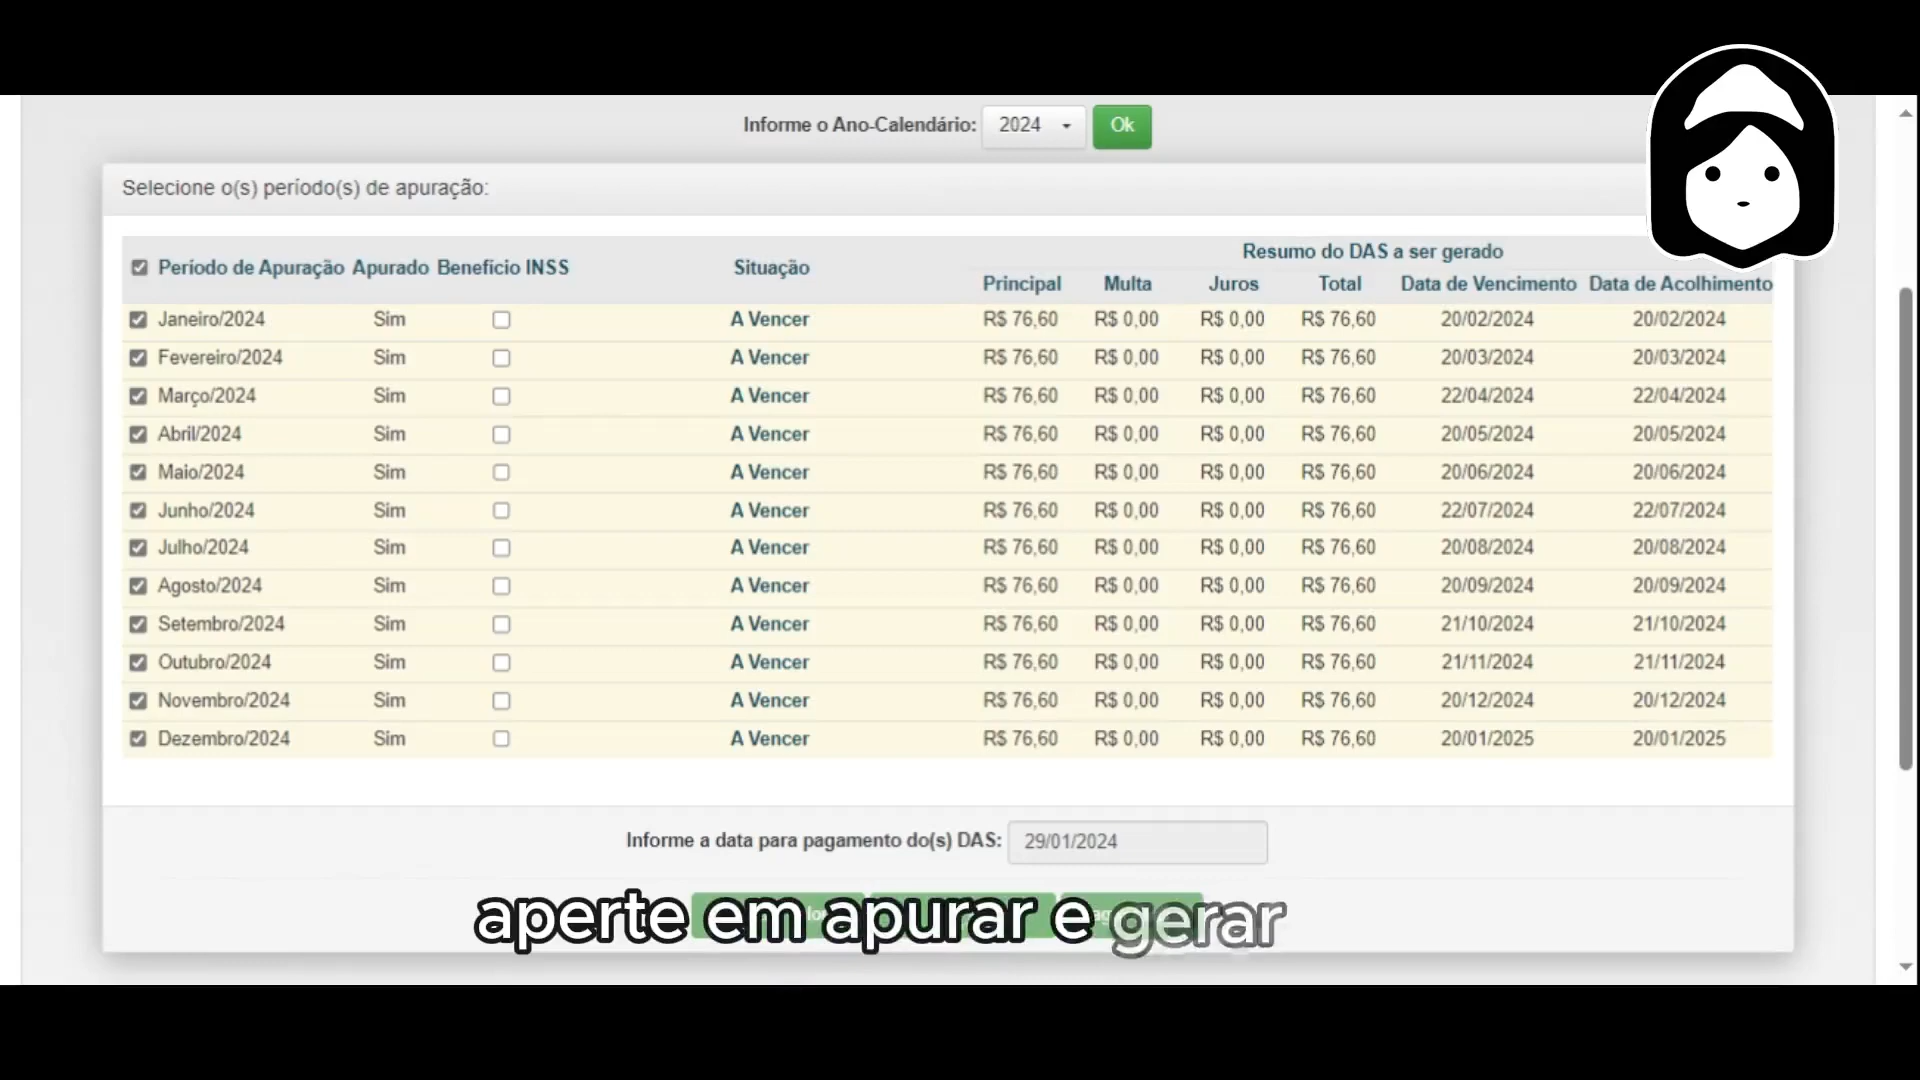 Informe o Ano-Calendário: 2024 Ok
Selecione o(s) período(s) de apuração:
Resumo do DAS a ser gerado
Período de Apuração Apurado Benefício INSS Situação Principal Multa Juros Total Data de Vencimento Data de Acolhimento
Janeiro/2024 Sim A Vencer R$ 76,60 R$ 0,00 R$ 0,00 R$ 76,60 20/02/2024 20/02/2024
Fevereiro/2024 Sim A Vencer R$ 76,60 R$ 0,00 R$ 0,00 R$ 76,60 20/03/2024 20/03/2024
Março/2024 Sim A Vencer R$ 76,60 R$ 0,00 R$ 0,00 R$ 76,60 22/04/2024 22/04/2024
Abril/2024 Sim A Vencer R$ 76,60 R$ 0,00 R$ 0,00 R$ 76,60 20/05/2024 20/05/2024
Maio/2024 Sim A Vencer R$ 76,60 R$ 0,00 R$ 0,00 R$ 76,60 20/06/2024 20/06/2024
Junho/2024 Sim A Vencer R$ 76,60 R$ 0,00 R$ 0,00 R$ 76,60 22/07/2024 22/07/2024
Julho/2024 Sim A Vencer R$ 76,60 R$ 0,00 R$ 0,00 R$ 76,60 20/08/2024 20/08/2024
Agosto/2024 Sim A Vencer R$ 76,60 R$ 0,00 R$ 0,00 R$ 76,60 20/09/2024 20/09/2024
Setembro/2024 Sim A Vencer R$ 76,60 R$ 0,00 R$ 0,00 R$ 76,60 21/10/2024 21/10/2024
Outubro/2024 Sim A Vencer R$ 76,60 R$ 0,00 R$ 0,00 R$ 76,60 21/11/2024 21/11/2024
Novembro/2024 Sim A Vencer R$ 76,60 R$ 0,00 R$ 0,00 R$ 76,60 20/12/2024 20/12/2024
Dezembro/2024 Sim A Vencer R$ 76,60 R$ 0,00 R$ 0,00 R$ 76,60 20/01/2025 20/01/2025
Informe a data para pagamento do(s) DAS: 29/01/2024
aperte em apurar e gerar